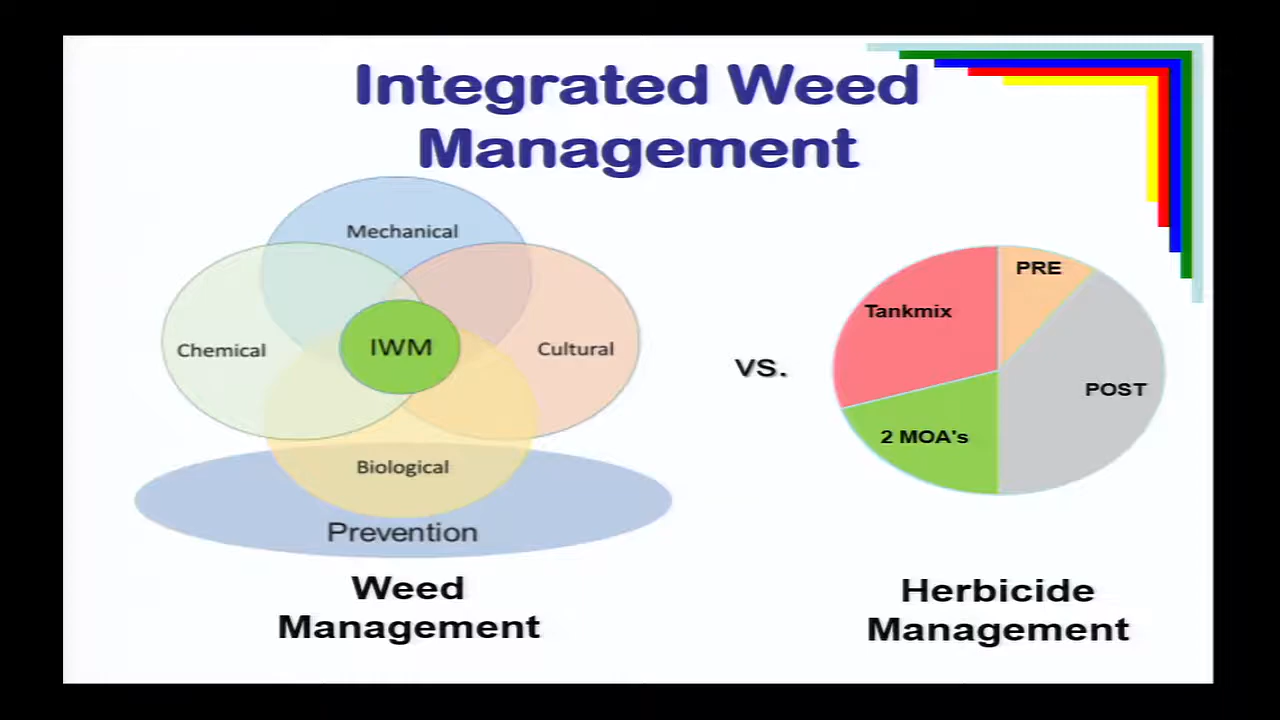 Integrated Weed
Management
Mechanical
Chemical
IWM
Cultural
Biological
Prevention
Weed
Management
vs.
PRE
Tankmix
POST
2 MOA's
Herbicide
Management